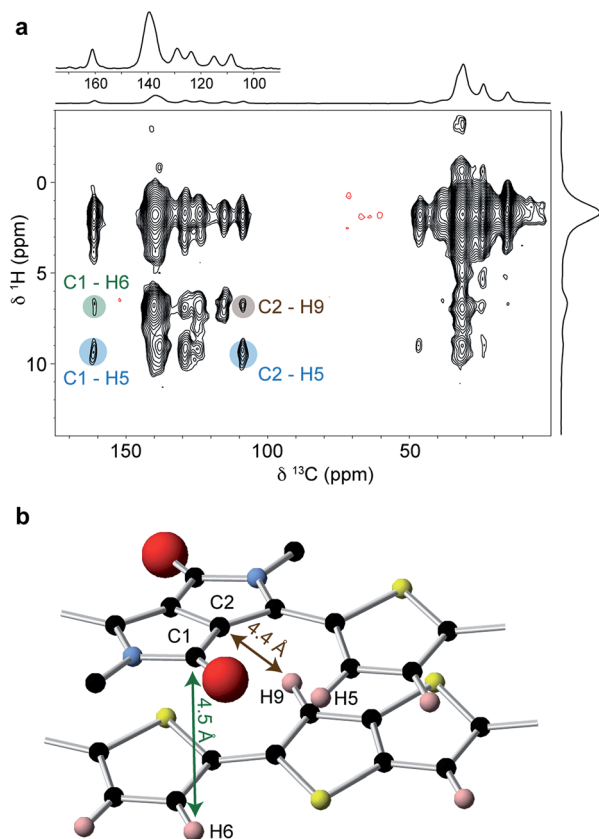 a
160 140 120 100
0
5
10
δ ¹H (ppm)
C1 - H6
C2 - H9
C1 - H5
C2 - H5
150 100 50
δ ¹³C (ppm)
b
C2
C1
4.4 Å
H9
H5
4.5 Å
H6